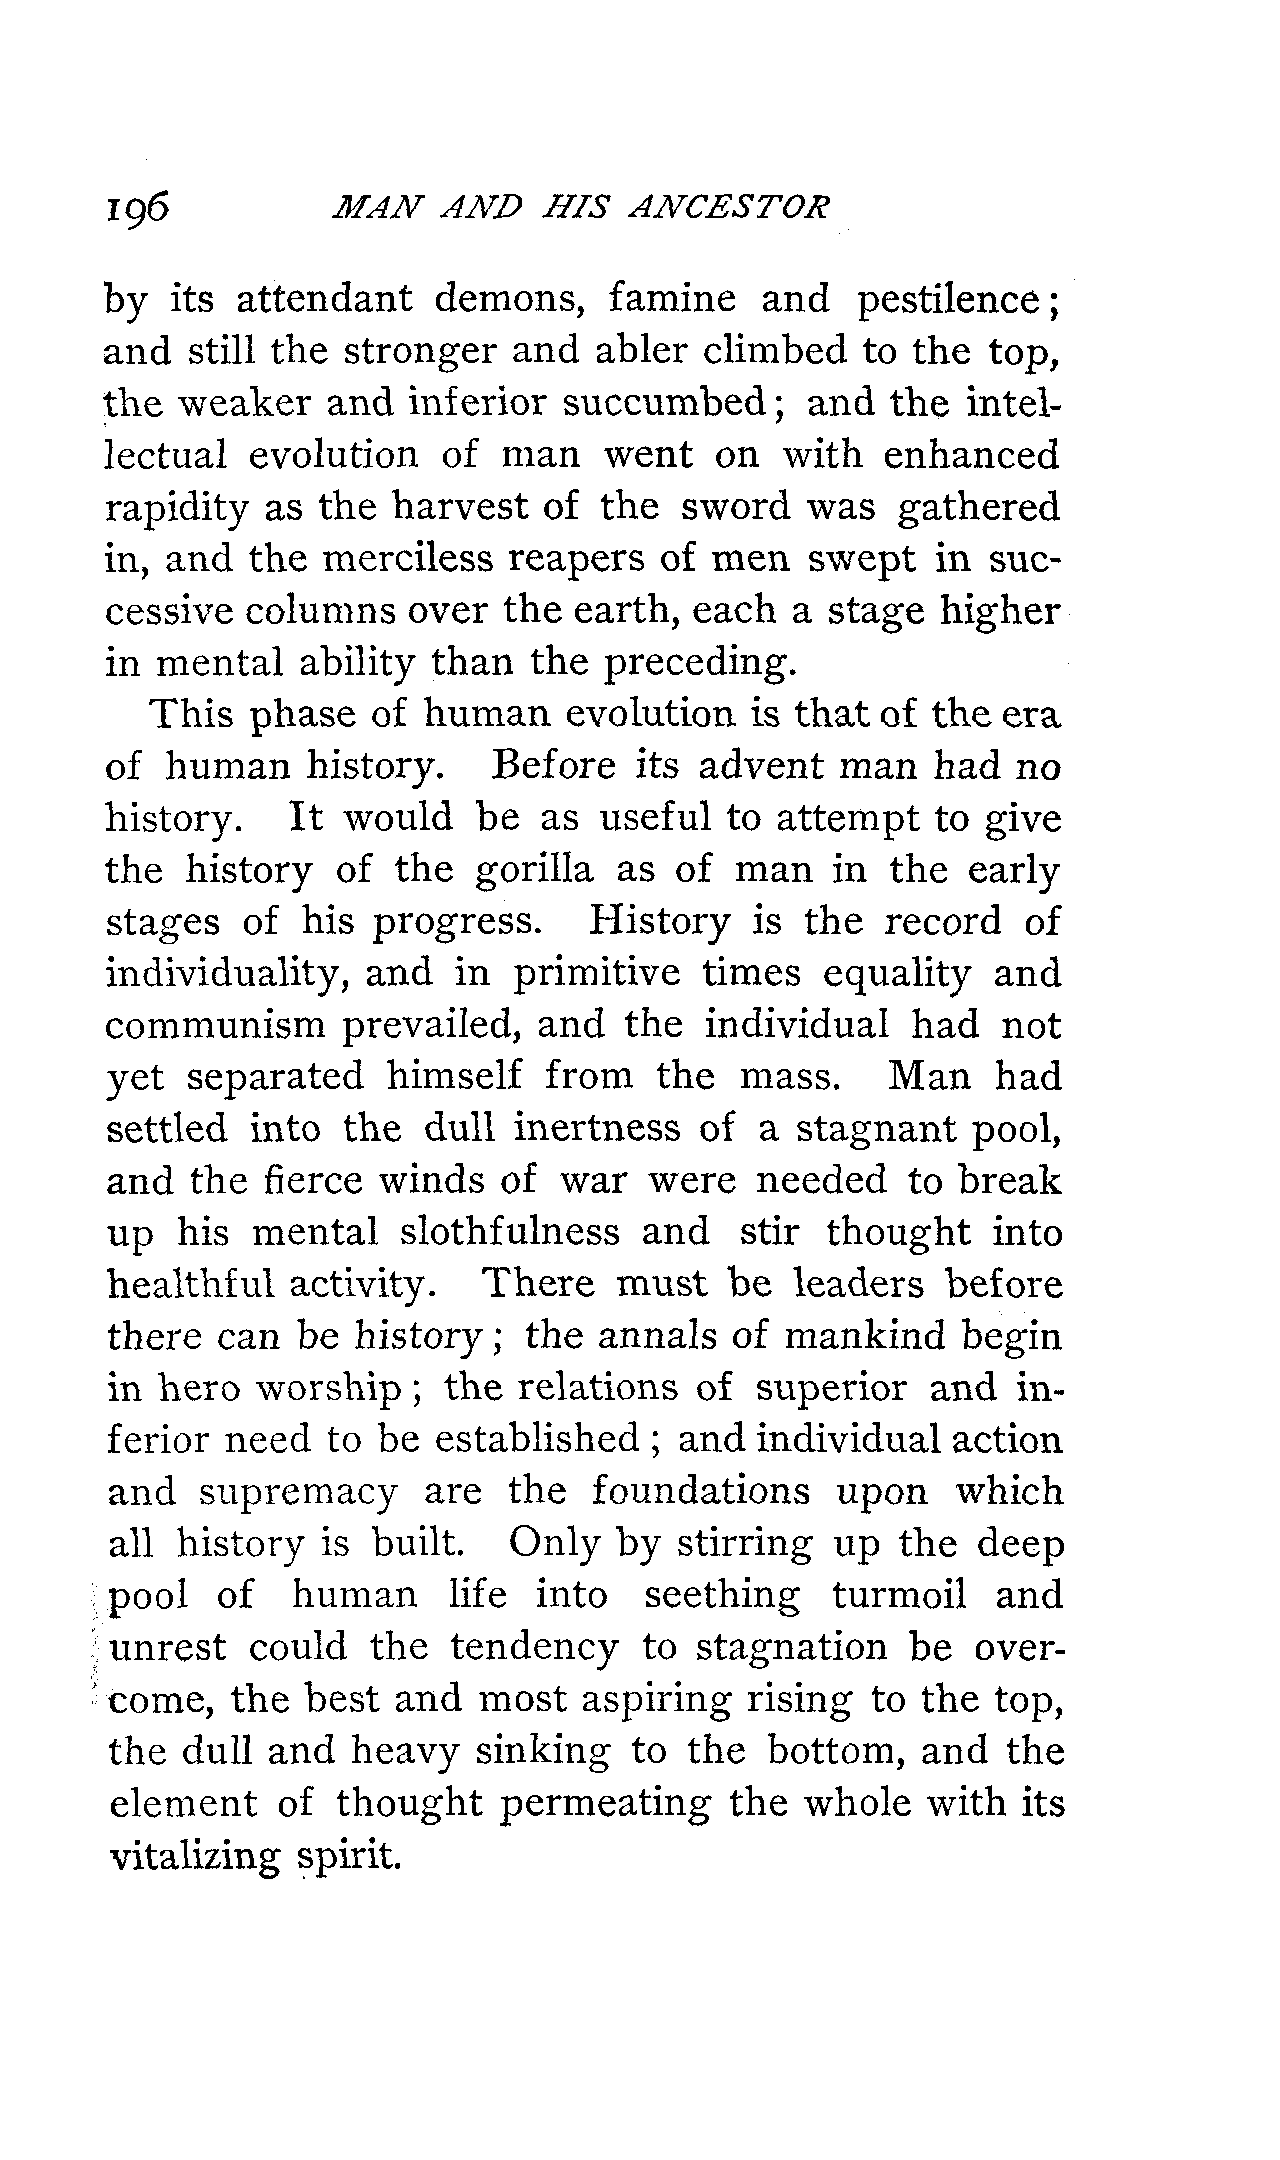 196 MAN AND HIS ANCESTOR
by its attendant demons, famine and pestilence;
and still the stronger and abler climbed to the top,
the weaker and inferior succumbed; and the intel-
lectual evolution of man went on with enhanced
rapidity as the harvest of the sword was gathered
in, and the merciless reapers of men swept in suc-
cessive columns over the earth, each a stage higher
in mental ability than the preceding.
This phase of human evolution is that of the era
of human history. Before its advent man had no
history. It would be as useful to attempt to give
the history of the gorilla as of man in the early
stages of his progress. History is the record of
individuality, and in primitive times equality and
communism prevailed, and the individual had not
yet separated himself from the mass. Man had
settled into the dull inertness of a stagnant pool,
and the fierce winds of war were needed to break
up his mental slothfulness and stir thought into
healthful activity. There must be leaders before
there can be history; the annals of mankind begin
in hero worship; the relations of superior and in-
ferior need to be established; and individual action
and supremacy are the foundations upon which
all history is built. Only by stirring up the deep
pool of human life into seething turmoil and
unrest could the tendency to stagnation be over-
come, the best and most aspiring rising to the top,
the dull and heavy sinking to the bottom, and the
element of thought permeating the whole with its
vitalizing spirit.